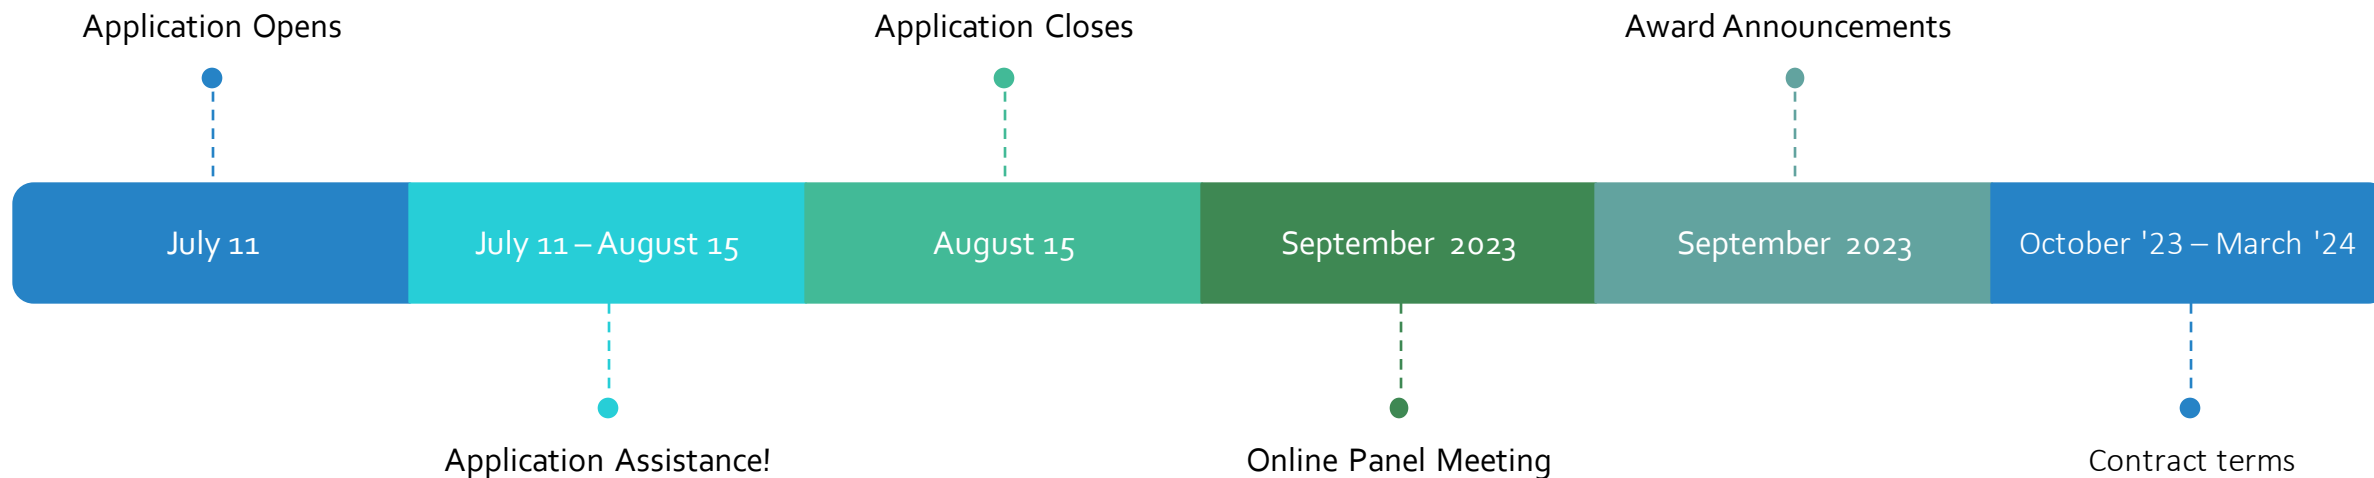 Application Opens
Application Closes
Award Announcements
July 11
July 11 – August 15
August 15
September 2023
September 2023
October '23 – March '24
Application Assistance!
Online Panel Meeting
Contract terms